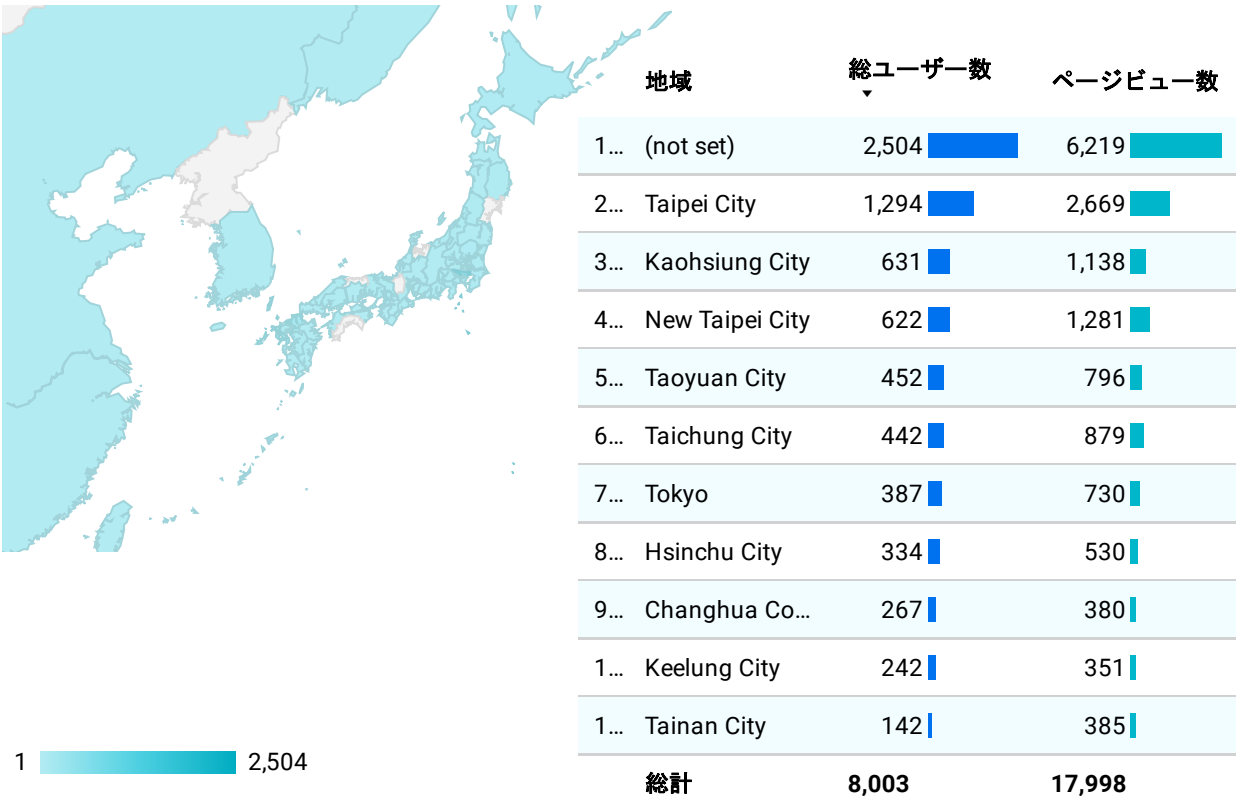 地域 総ユーザー数 ページビュー数
1... (not set) 2,504 6,219
2... Taipei City 1,294 2,669
3... Kaohsiung City 631 1,138
4... New Taipei City 622 1,281
5... Taoyuan City 452 796
6... Taichung City 442 879
7... Tokyo 387 730
8... Hsinchu City 334 530
9... Changhua Co... 267 380
1... Keelung City 242 351
1... Tainan City 142 385
総計 8,003 17,998
1 2,504